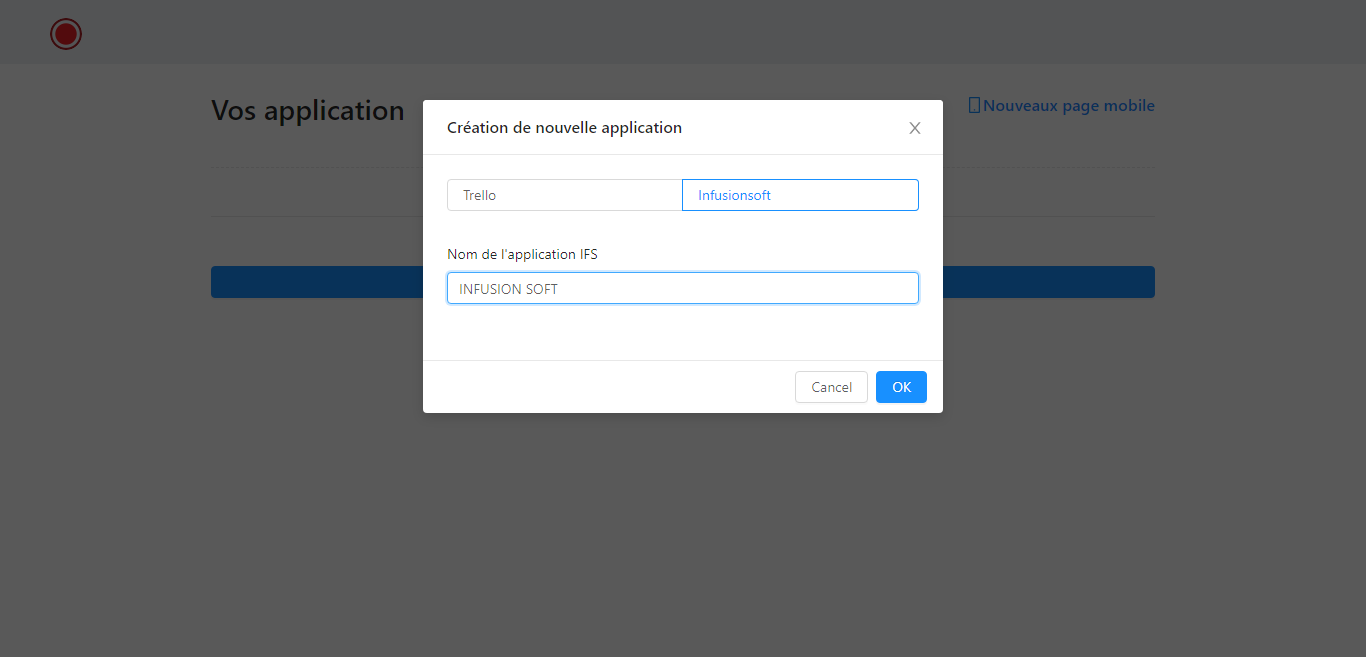 Vos application
Nouveaux page mobile
Création de nouvelle application
Trello
Infusionsoft
Nom de l'application IFS
INFUSION SOFT
Cancel
OK